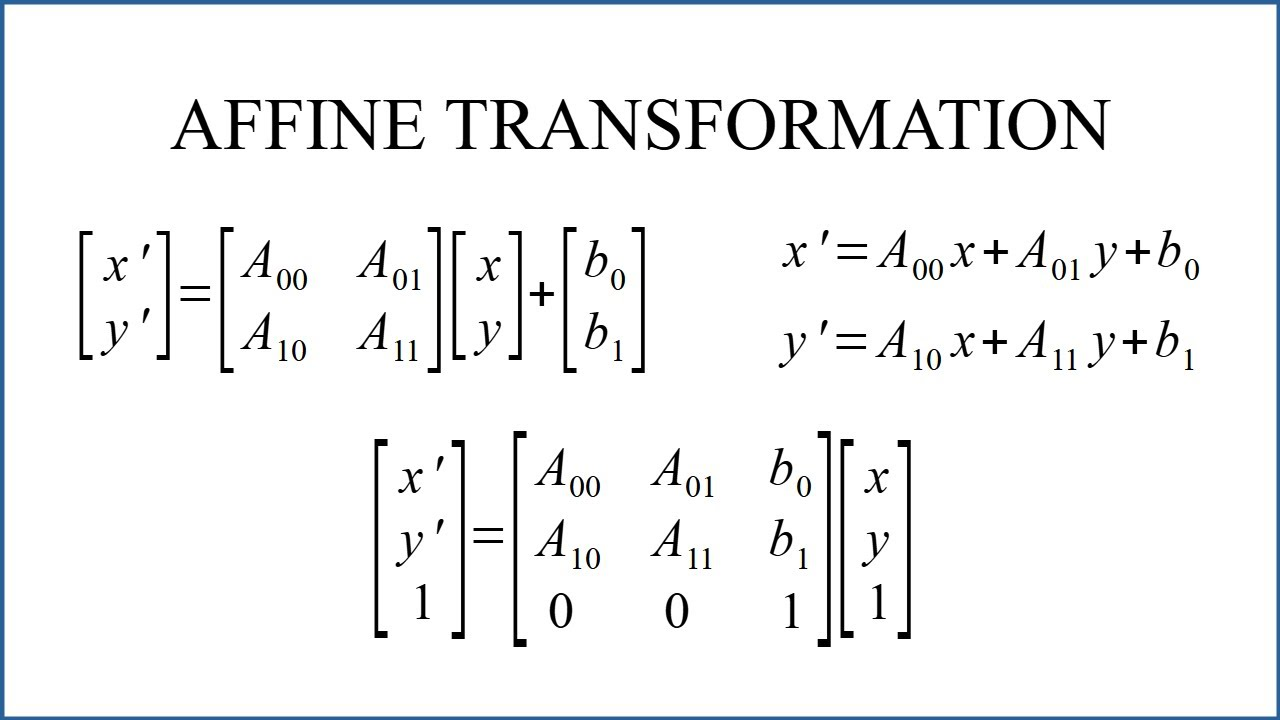 AFFINE TRANSFORMATION
[x′ y′] = [A₀₀ A₀₁ A₁₀ A₁₁] [x y] + [b₀ b₁]
x′=A₀₀x+A₀₁y+b₀
y′=A₁₀x+A₁₁y+b₁
[x′ y′ 1] = [A₀₀ A₀₁ b₀ A₁₀ A₁₁ b₁ 0 0 1] [x y 1]